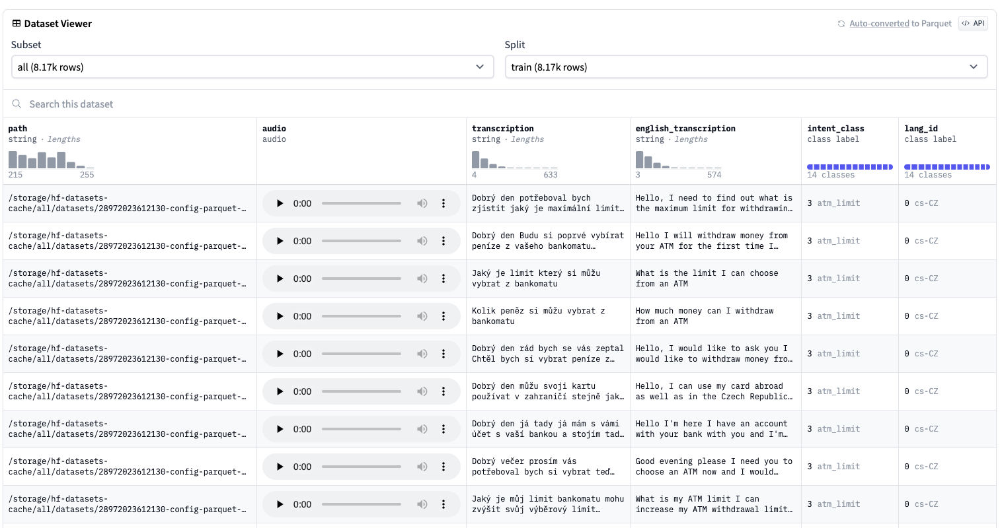 Dataset Viewer
Auto-converted to Parquet
</> API
Subset
Split
all (8.17k rows)
train (8.17k rows)
Search this dataset
path
audio
transcription
english_transcription
intent_class
lang_id
string · lengths
audio
string · lengths
string · lengths
class label
class label
215 255
4 633
3 574
14 classes
14 classes
/storage/hf-datasets-
cache/all/datasets/28972023612130-config-parquet-…
0:00
Dobrý den potřeboval bych
zjistit jaký je maximální limit…
Hello, I need to find out what is
the maximum limit for withdrawin…
3 atm_limit
0 cs-CZ
/storage/hf-datasets-
cache/all/datasets/28972023612130-config-parquet-…
0:00
Dobrý den Budu si poprvé vybírat
peníze z vašeho bankomatu…
Hello I will withdraw money from
your ATM for the first time I…
3 atm_limit
0 cs-CZ
/storage/hf-datasets-
cache/all/datasets/28972023612130-config-parquet-…
0:00
Jaký je limit který si můžu
vybrat z bankomatu
What is the limit I can choose
from an ATM
3 atm_limit
0 cs-CZ
/storage/hf-datasets-
cache/all/datasets/28972023612130-config-parquet-…
0:00
Kolik peněz si můžu vybrat z
bankomatu
How much money can I withdraw
from an ATM
3 atm_limit
0 cs-CZ
/storage/hf-datasets-
cache/all/datasets/28972023612130-config-parquet-…
0:00
Dobrý den rád bych se vás zeptal
Chtěl bych si vybrat peníze z…
Hello, I would like to ask you I
would like to withdraw money fro…
3 atm_limit
0 cs-CZ
/storage/hf-datasets-
cache/all/datasets/28972023612130-config-parquet-…
0:00
Dobrý den můžu svoji kartu
používat v zahraničí stejně jak…
Hello, I can use my card abroad
as well as in the Czech Republic…
3 atm_limit
0 cs-CZ
/storage/hf-datasets-
cache/all/datasets/28972023612130-config-parquet-…
0:00
Dobrý den já tady já mám s vámi
účet s vaší bankou a stojím tad…
Hello I'm here I have an account
with your bank with you and I'm…
3 atm_limit
0 cs-CZ
/storage/hf-datasets-
cache/all/datasets/28972023612130-config-parquet-…
0:00
Dobrý večer prosím vás
potřeboval bych si vybrat teď…
Good evening please I need you to
choose an ATM now and I would…
3 atm_limit
0 cs-CZ
/storage/hf-datasets-
cache/all/datasets/28972023612130-config-parquet-…
0:00
Jaký je můj limit bankomatu mohu
zvýšit svůj výběrový limit…
What is my ATM limit I can
increase my ATM withdrawal limit…
3 atm_limit
0 cs-CZ